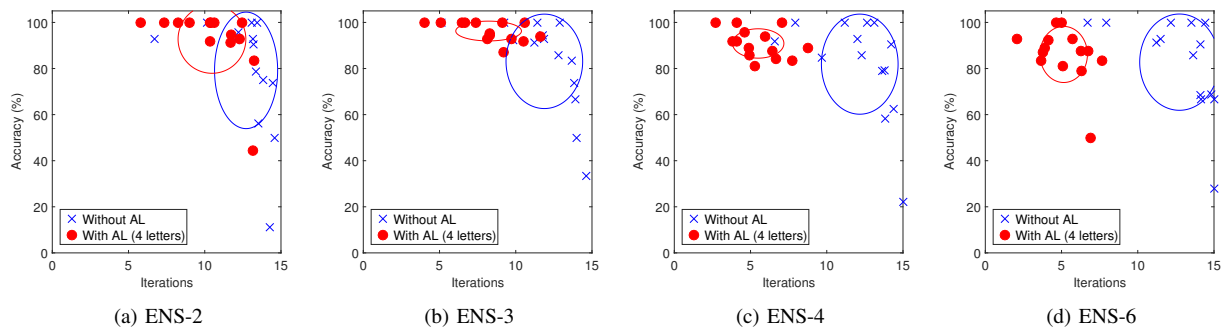 100
80
60
40
20
0
Accuracy (%)
Without AL
With AL (4 letters)
0 5 10 15
Iterations
(a) ENS-2
100
80
60
40
20
0
Accuracy (%)
Without AL
With AL (4 letters)
0 5 10 15
Iterations
(b) ENS-3
100
80
60
40
20
0
Accuracy (%)
Without AL
With AL (4 letters)
0 5 10 15
Iterations
(c) ENS-4
100
80
60
40
20
0
Accuracy (%)
Without AL
With AL (4 letters)
0 5 10 15
Iterations
(d) ENS-6